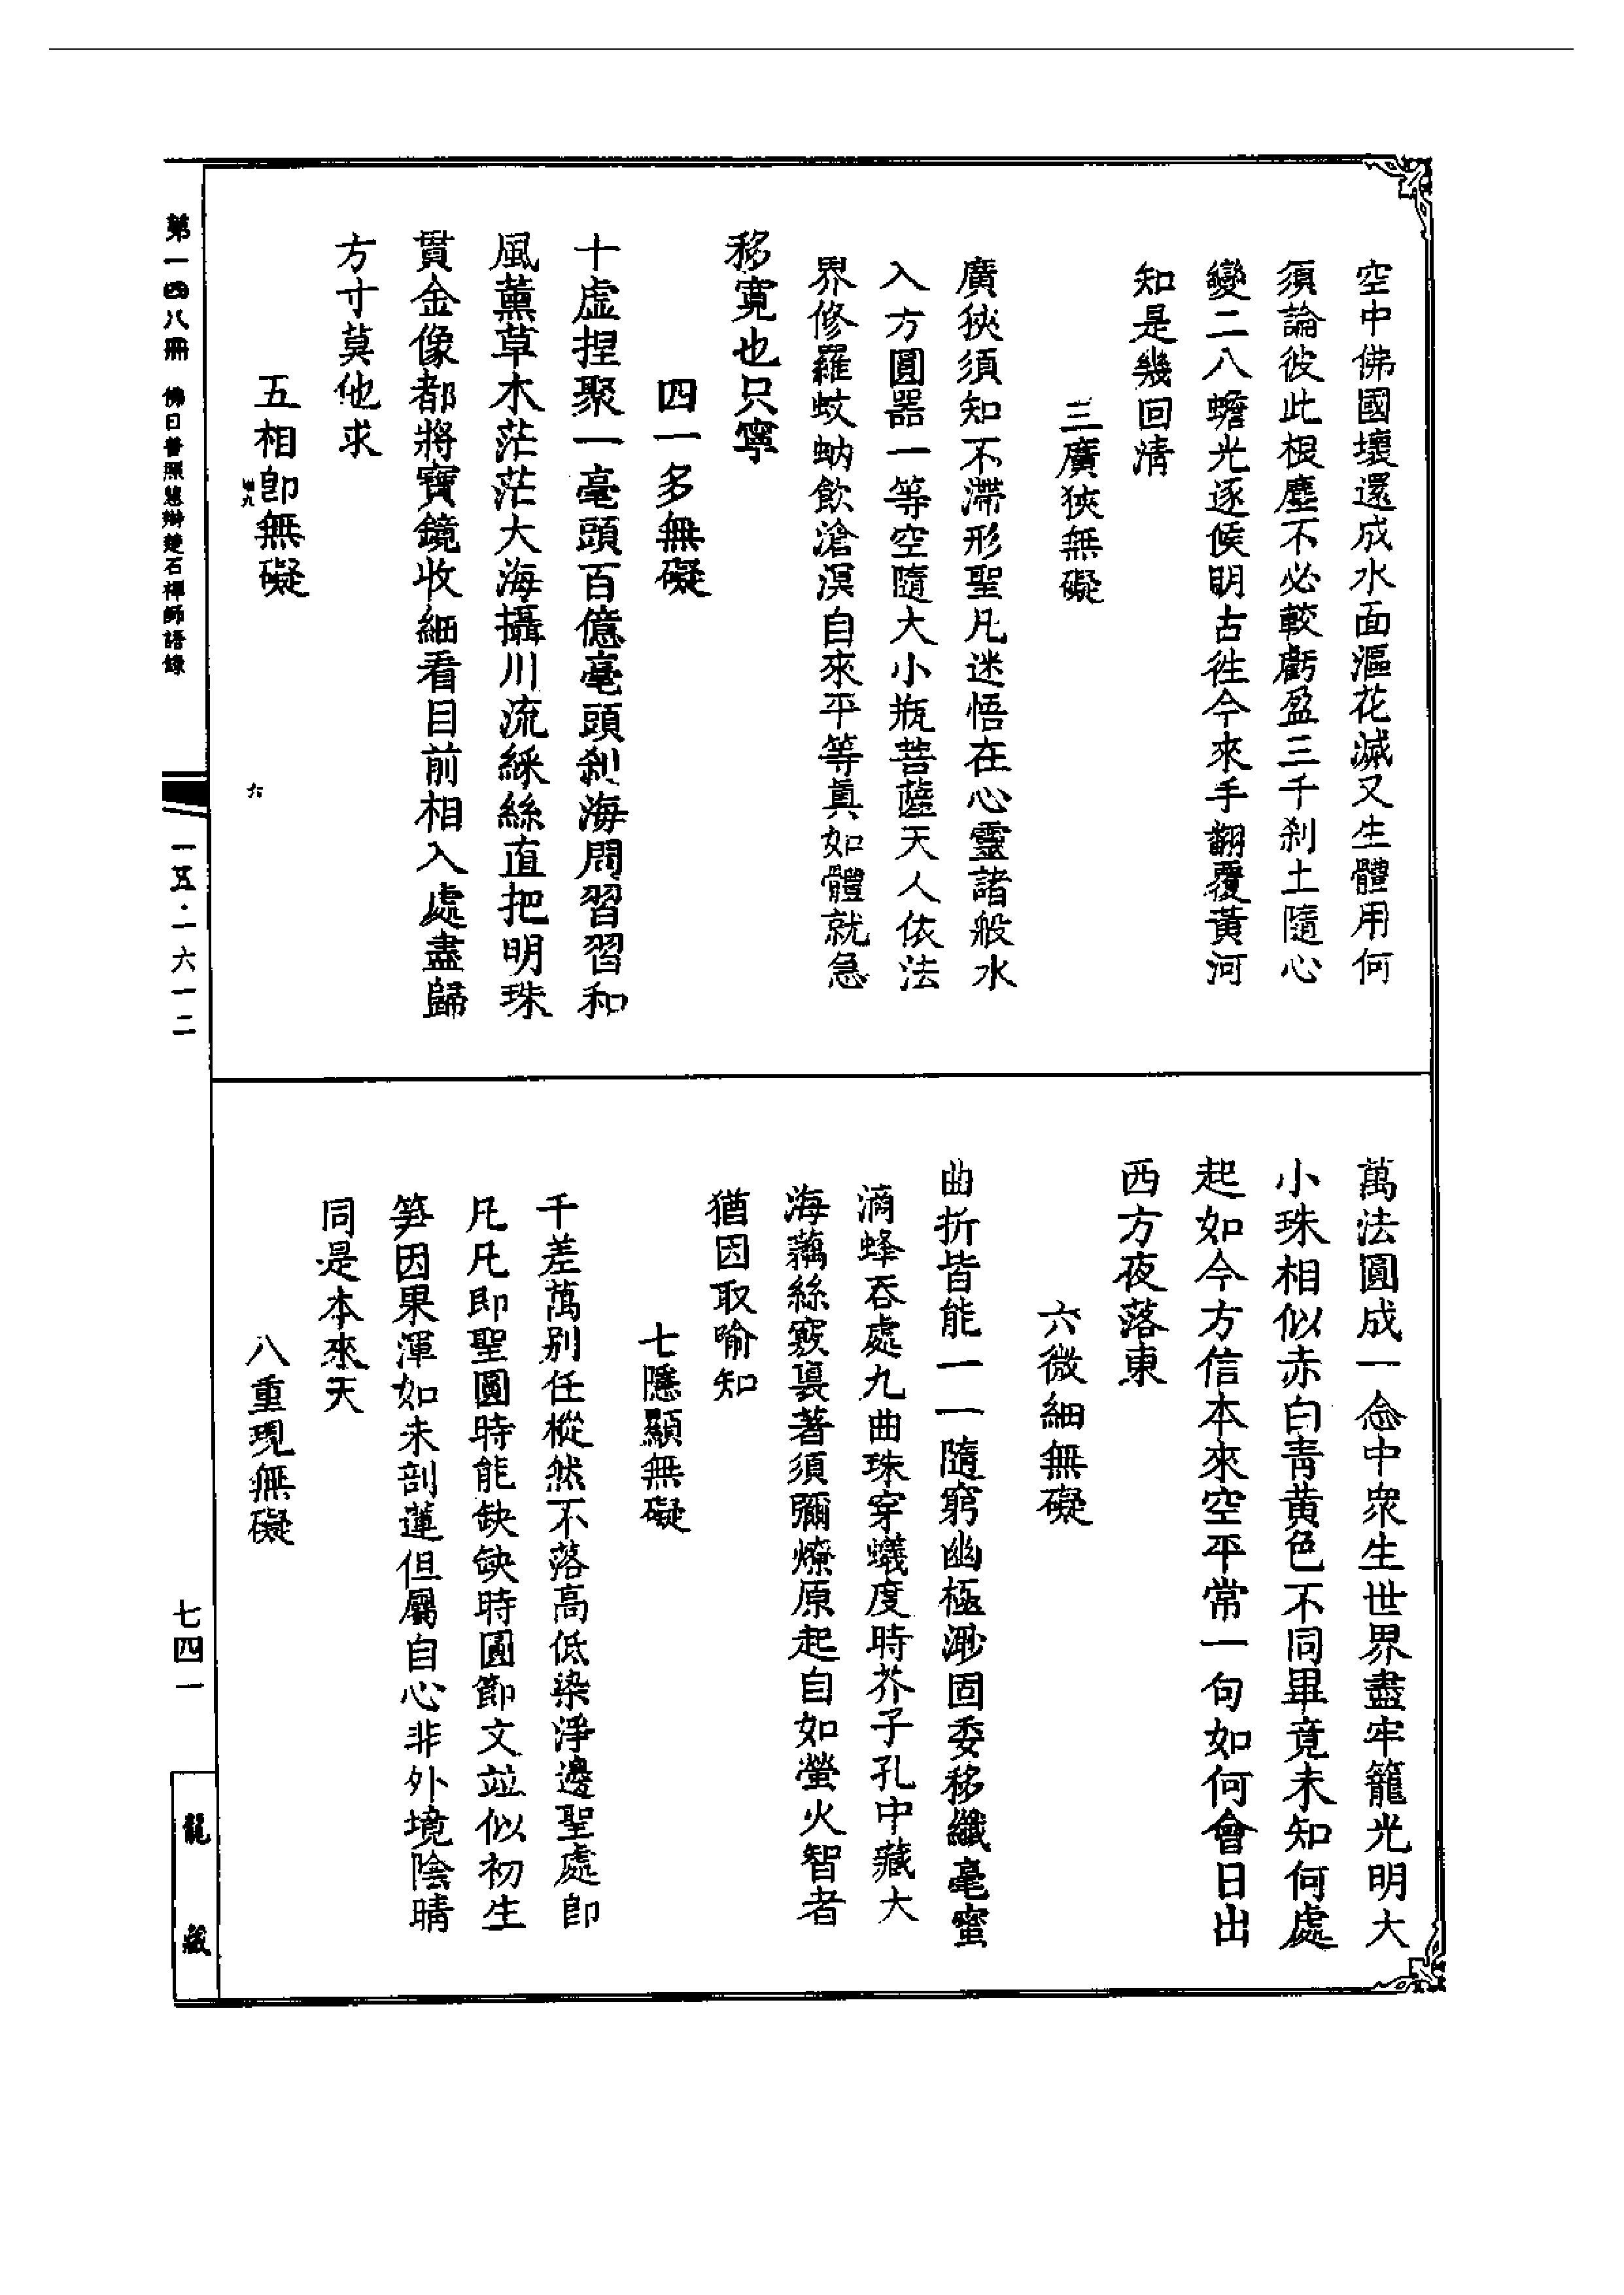 空中佛國壞還成水面漚花滅又生體用何
須論彼此根塵不必較虧盈三千剎土隨心
變二八蟾光逐候明古往今來手翻覆黃河
知是幾回清
三廣狹無礙
廣狹須知不滯形聖凡迷悟在心靈諸般水
入方圓器一等空隨大小瓶菩薩天人依法
界修羅蚊蚋飲滄溟自來平等真如體就急
移寬也只寧
四一多無礙
十虛捏聚一毫頭百億毫頭剎海周習習和
風薰草木茫茫大海攝川流綵絲直把明珠
貫金像都將寶鏡收細看目前相入處盡歸
方寸莫他求
五相即無礙
六
萬法圓成一念中眾生世界盡牢籠光明大
小珠相似赤白青黃色不同畢竟未知何處
起如今方信本來空平常一句如何會日出
西方夜落東
六微細無礙
曲折皆能一一隨窮幽極渺固委移纖毫蜜
滴蜂吞處九曲珠穿蟻度時芥子孔中藏大
海藕絲竅裏著須彌燎原起自如螢火智者
猶因取喻知
七隱顯無礙
千差萬別任樅然不落高低染淨邊聖處即
凡凡即聖圓時能缺缺時圓節文竝似初生
筍因果渾如未剖蓮但屬自心非外境陰晴
同是本來天
八重現無礙
第一四八冊 佛日普照慧辯楚石禪師語錄
一五·一六一二
七四一
龍藏